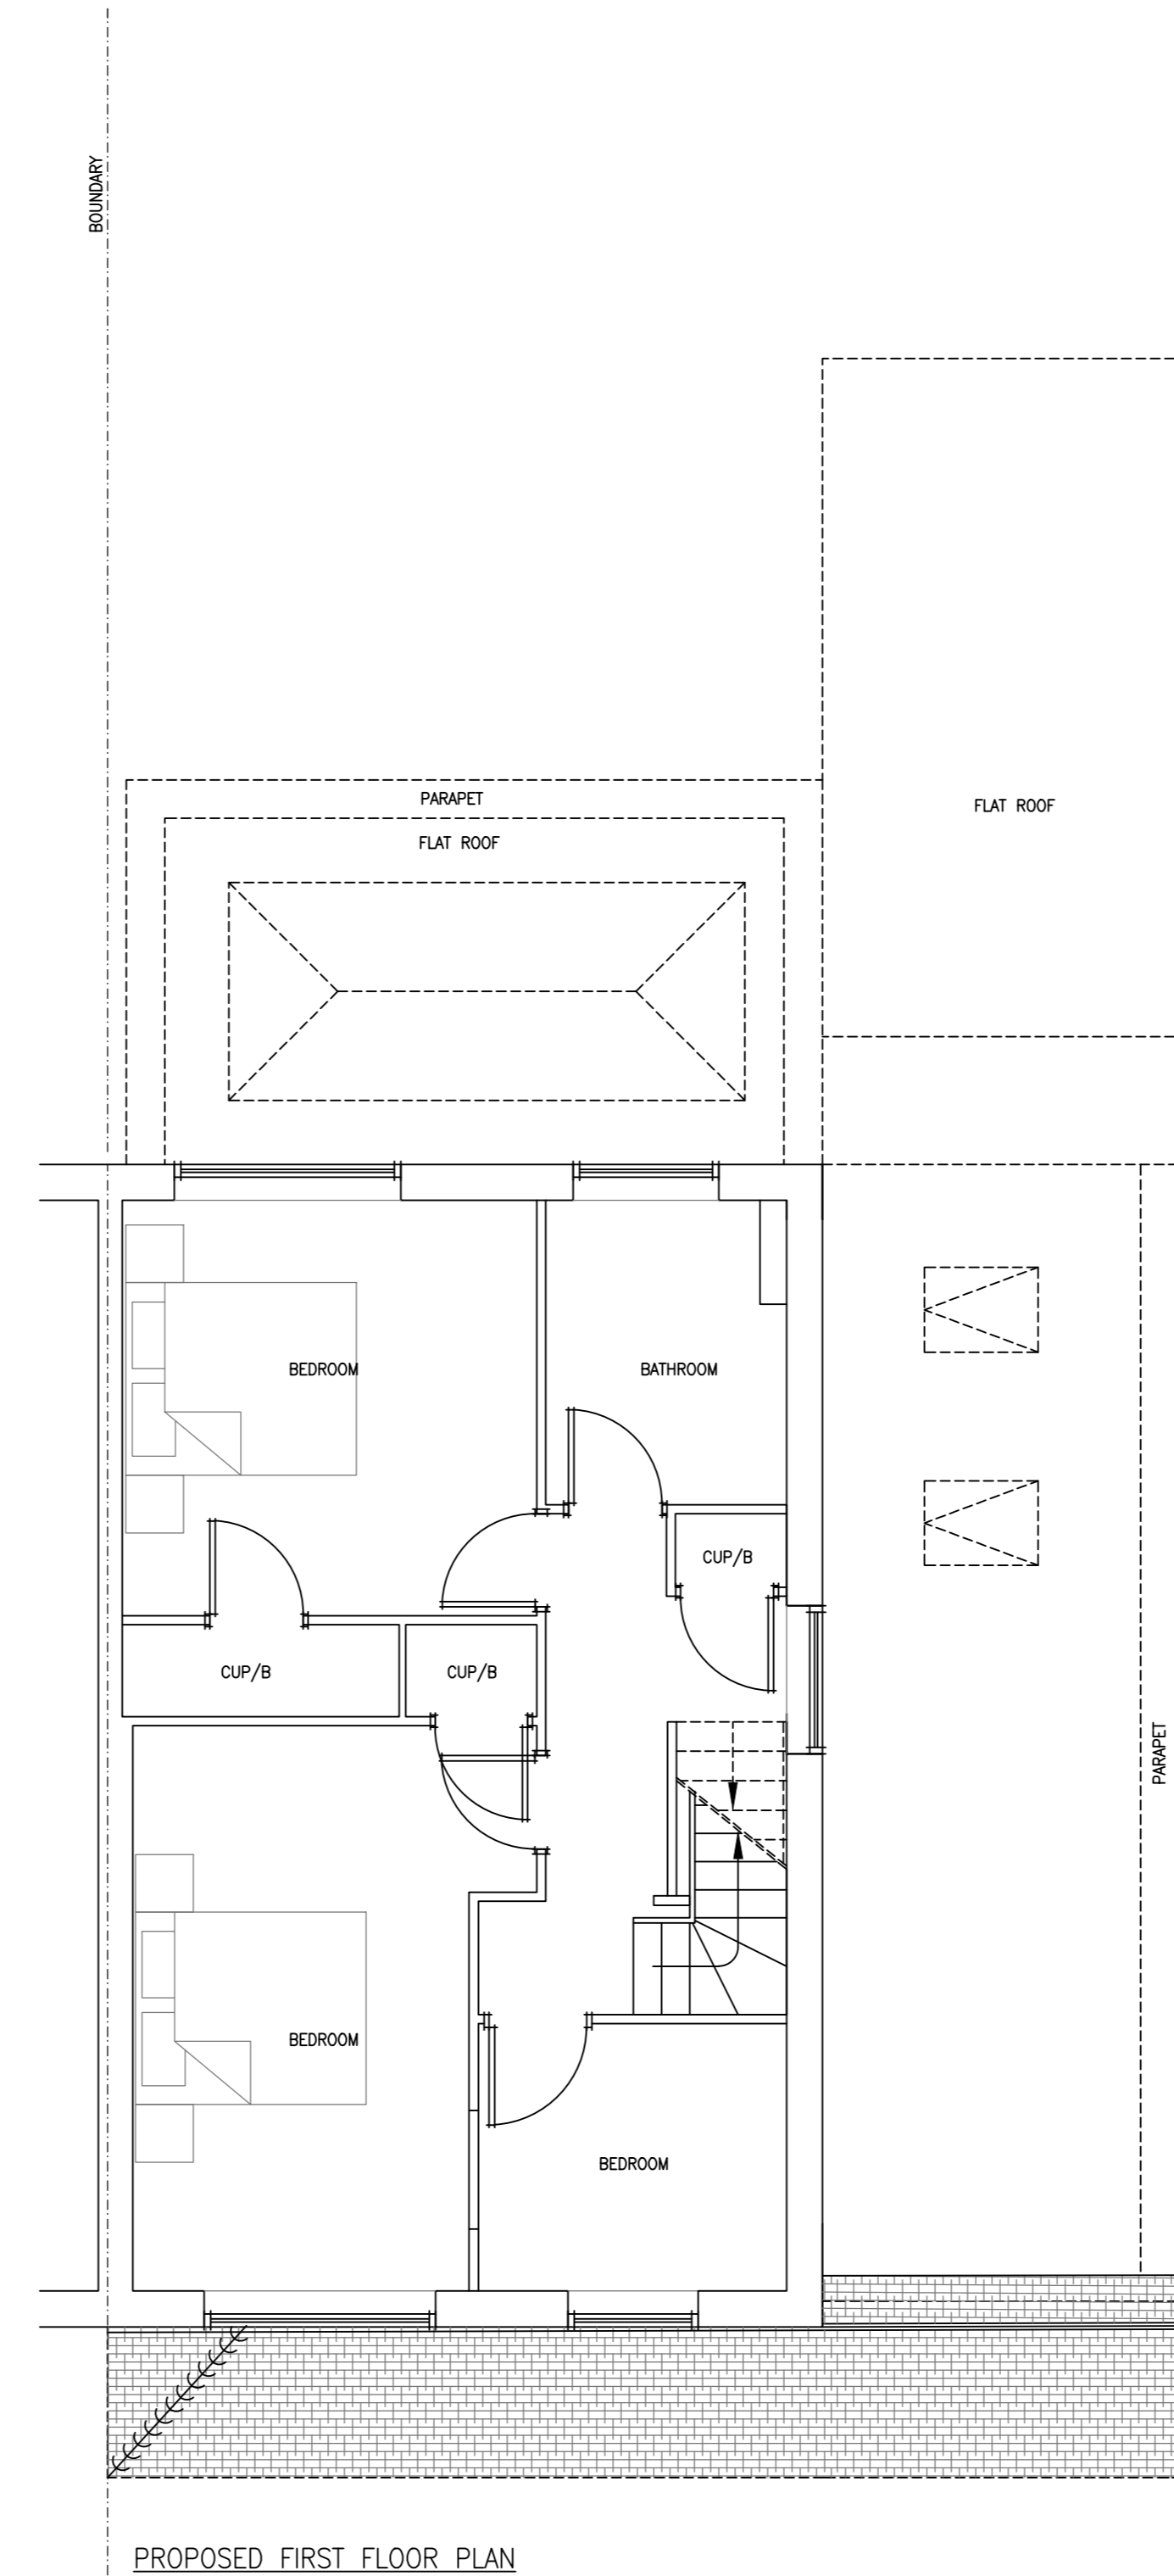 BOUNDARY
PARAPET
FLAT ROOF
FLAT ROOF
BEDROOM
BATHROOM
CUP/B
CUP/B
CUP/B
PARAPET
BEDROOM
BEDROOM
PROPOSED FIRST FLOOR PLAN